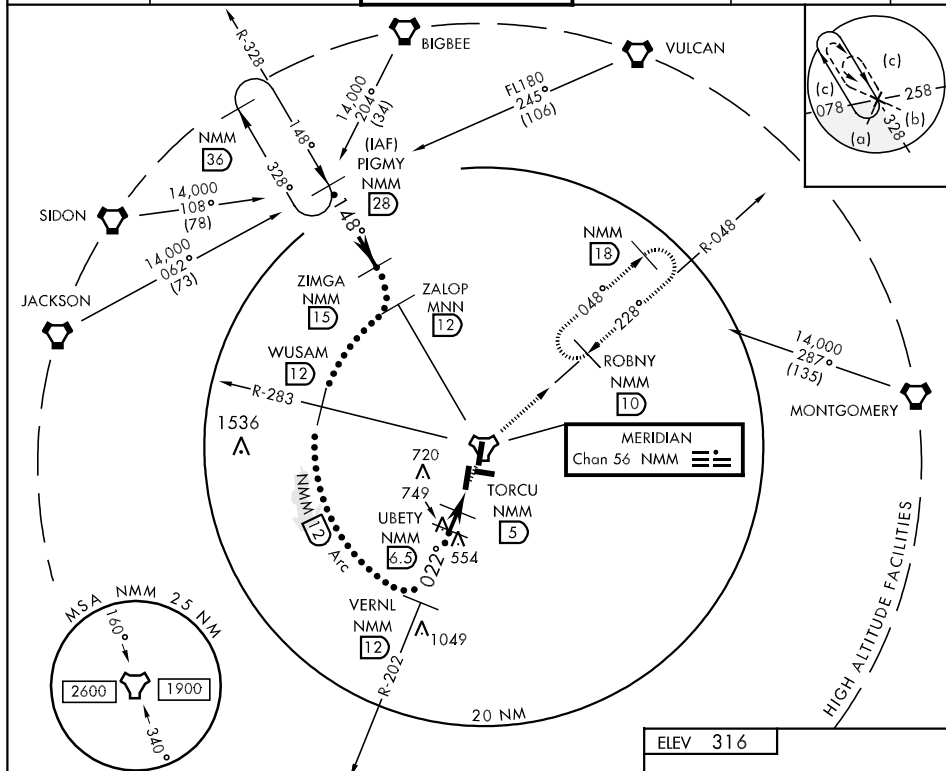 R-328
BIGBEE
VULCAN
14,000
204°
(34)
FL180
245°
(106)
(c)
(c)
078
258
(b)
(a)
328
NMM
36
148°
328°
(IAF)
PIGMY
NMM
28
SIDON
14,000
108°
(78)
148°
14,000
062°
(73)
JACKSON
NMM
18
R-048
048°
228°
ZIMGA
NMM
15
ZALOP
MNN
12
WUSAM
12
R-283
14,000
287°
(135)
ROBNY
NMM
10
MONTGOMERY
1536
MERIDIAN
Chan 56 NMM
720
749
TORCU
NMM
5
UBETY
NMM
6.5
554
NMM 12 Arc
022°
VERNL
NMM
12
1049
R-202
MSA NMM 25 NM
160°
2600
1900
340°
20 NM
HIGH ALTITUDE FACILITIES
ELEV 316